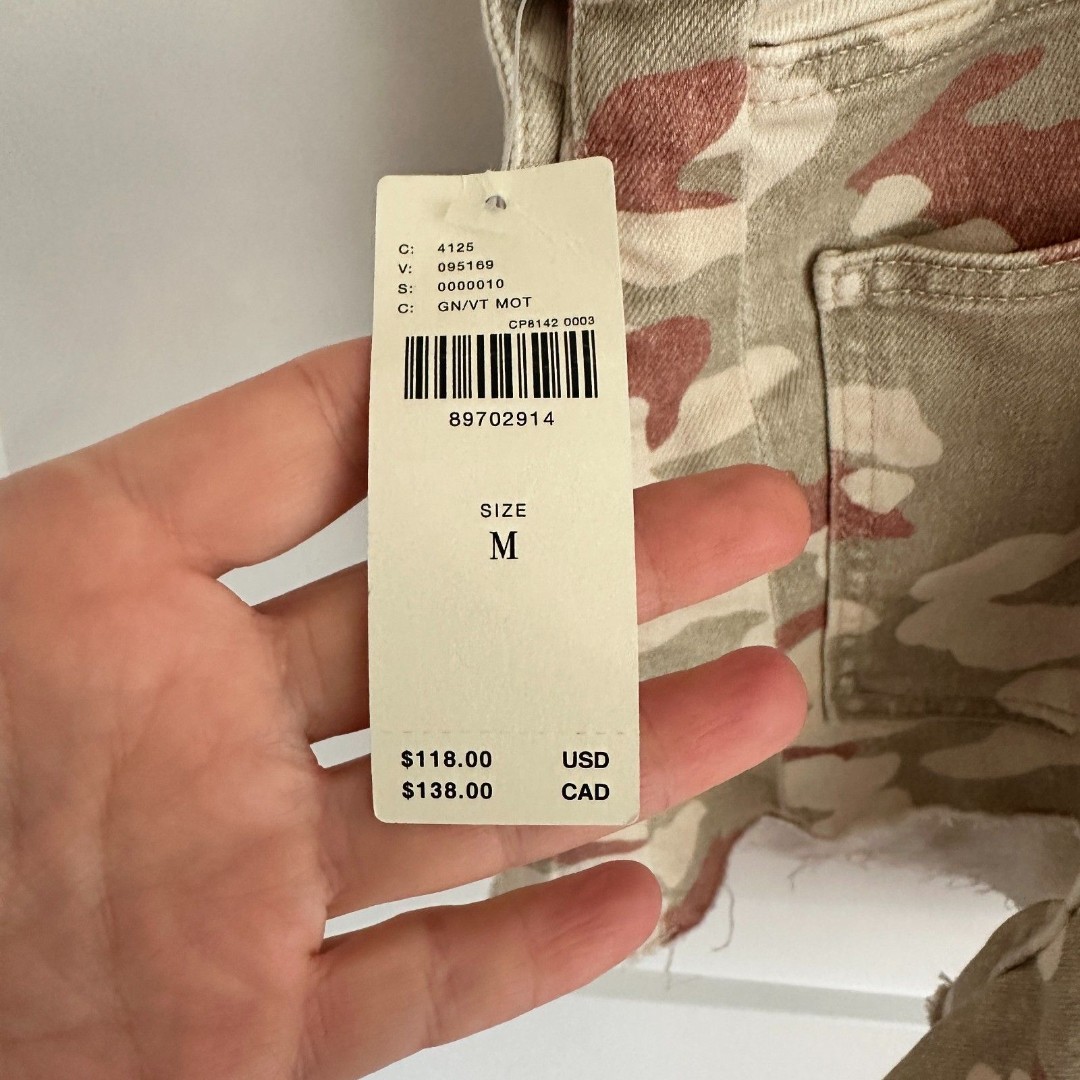 C: 4125
V: 095169
S: 0000010
C: GN/VT MOT
CP8142 0003
89702914
SIZE
M
$118.00 USD
$138.00 CAD